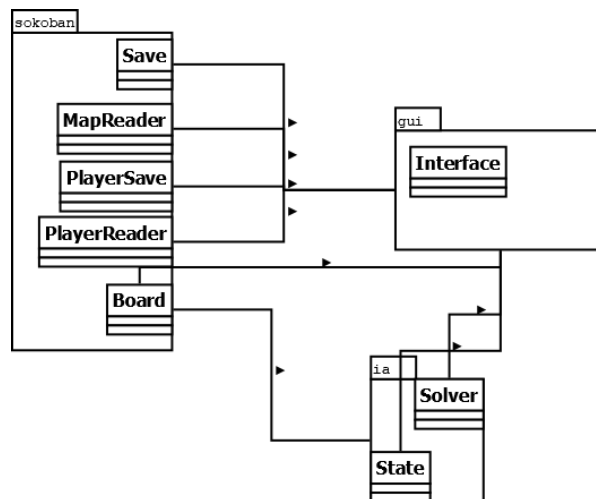 sokoban
Save
MapReader
PlayerSave
PlayerReader
Board
gui
Interface
ia
Solver
State